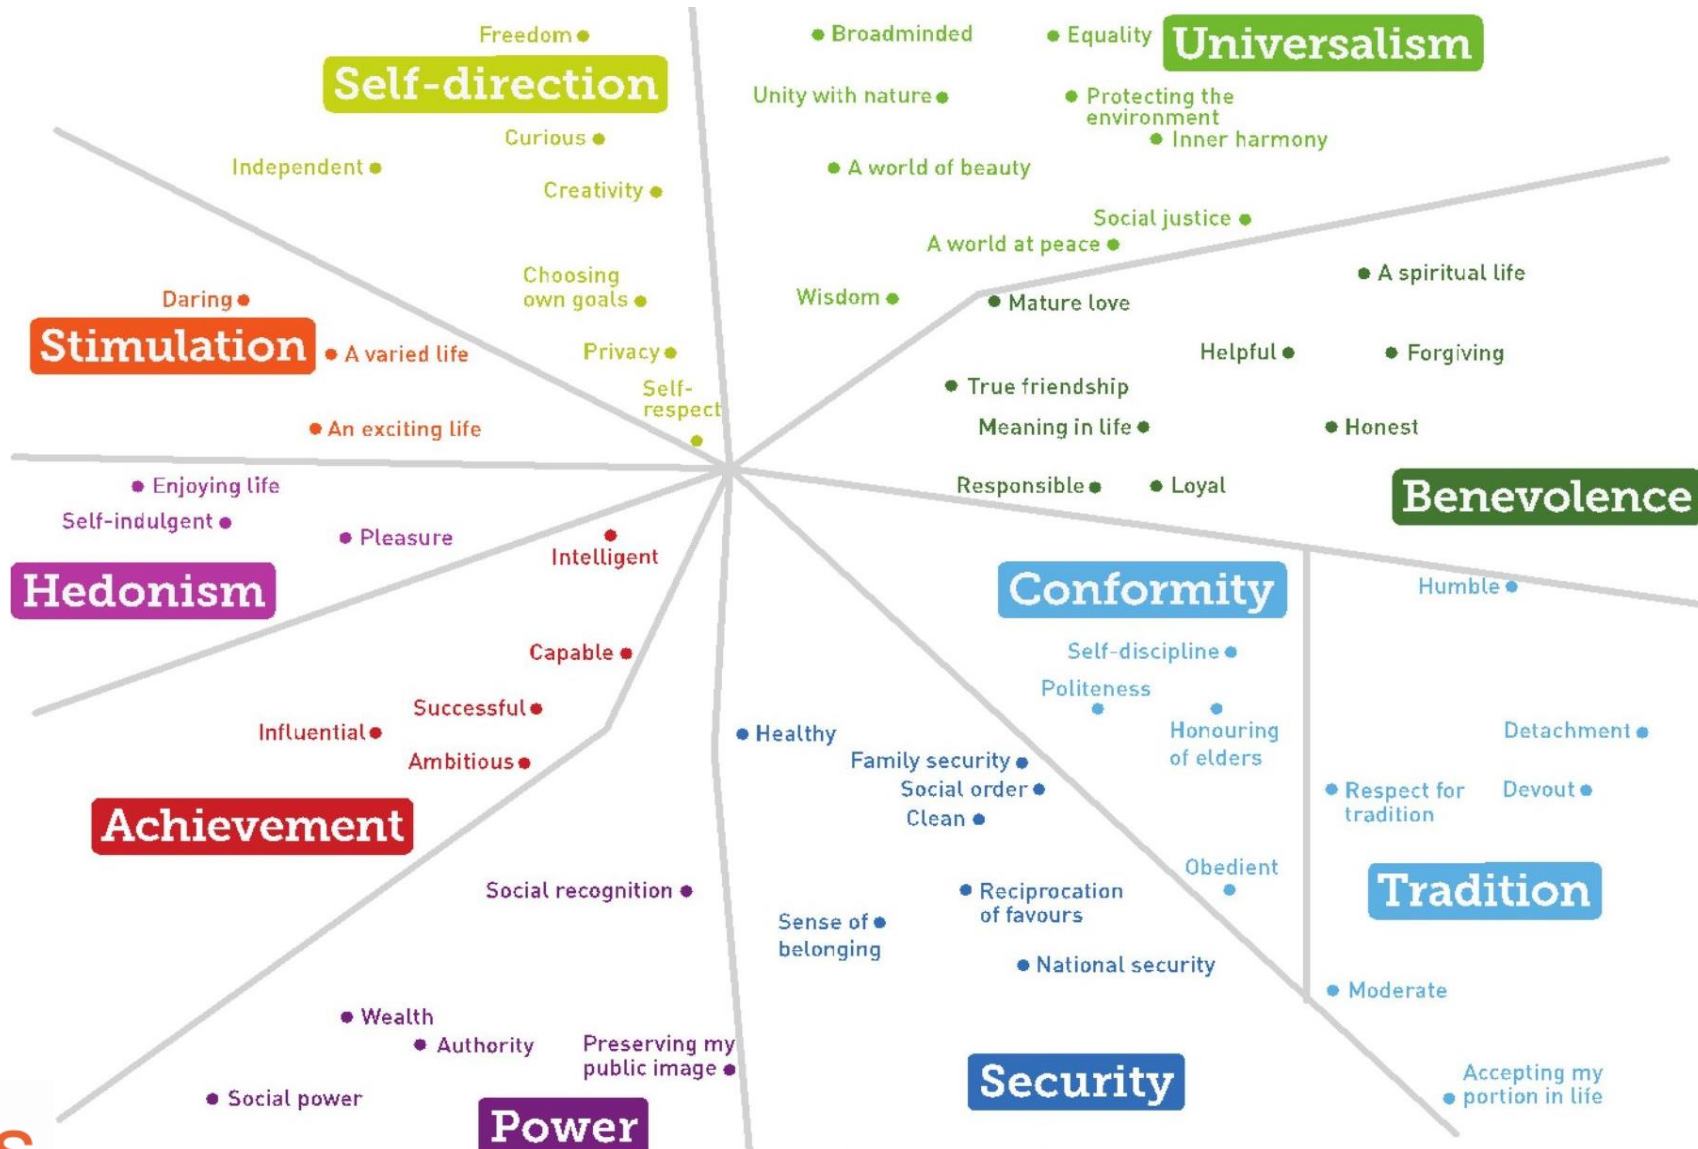 Freedom
Self-direction
Curious
Independent
Creativity
Choosing
own goals
Privacy
Self-
respect
Broadminded
Equality
Universalism
Unity with nature
Protecting the
environment
Inner harmony
A world of beauty
Social justice
A world at peace
Wisdom
Daring
Stimulation
A varied life
An exciting life
A spiritual life
Mature love
Helpful
Forgiving
True friendship
Meaning in life
Honest
Responsible
Loyal
Benevolence
Enjoying life
Self-indulgent
Pleasure
Hedonism
Intelligent
Capable
Successful
Influential
Ambitious
Achievement
Conformity
Self-discipline
Politeness
Honouring
of elders
Obedient
Humble
Detachment
Respect for
tradition
Devout
Tradition
Moderate
Accepting my
portion in life
Healthy
Family security
Social order
Clean
Reciprocation
of favours
Sense of
belonging
National security
Security
Social recognition
Wealth
Authority
Preserving my
public image
Social power
Power